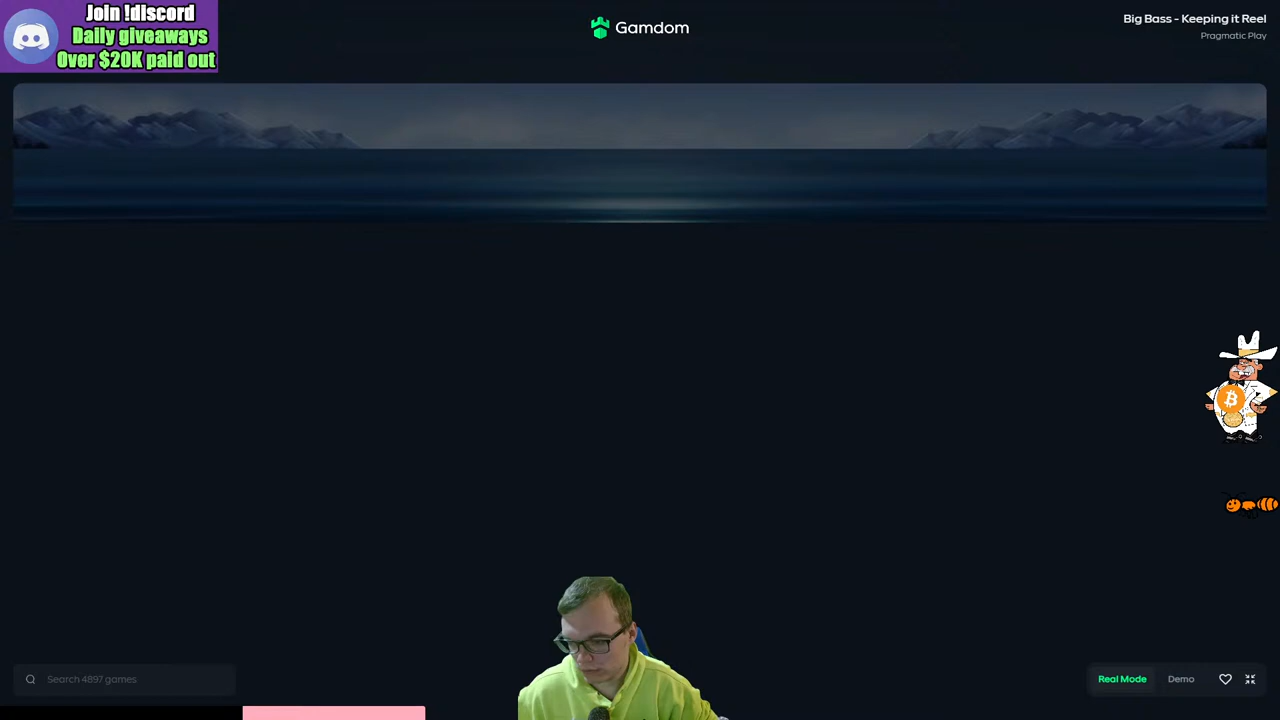 Join !discord
Daily giveaways
Over $20K paid out
Gamdom
Big Bass - Keeping it Reel
Pragmatic Play
Search 4897 games
Real Mode
Demo